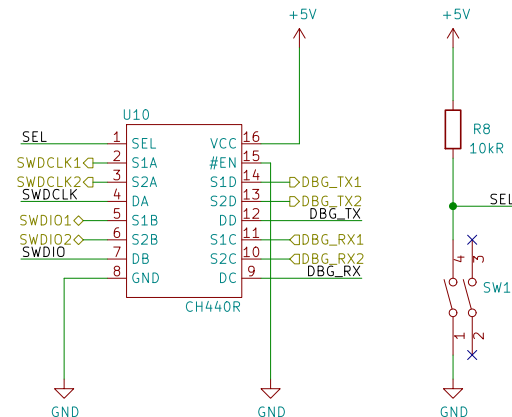 +5V
+5V
U10
R8
10kR
SEL 1 SEL VCC 16
SWDCLK1 2 S1A #EN 15
SWDCLK2 3 S2A S1D 14 DBG_TX1
SWDCLK 4 DA S2D 13 DBG_TX2
SWDIO1 5 S1B DD 12 DBG_TX
SWDIO2 6 S2B S1C 11 DBG_RX1
SWDIO 7 DB S2C 10 DBG_RX2
8 GND DC 9 DBG_RX
CH440R
SEL
4 3
SW1
1 2
GND
GND
GND